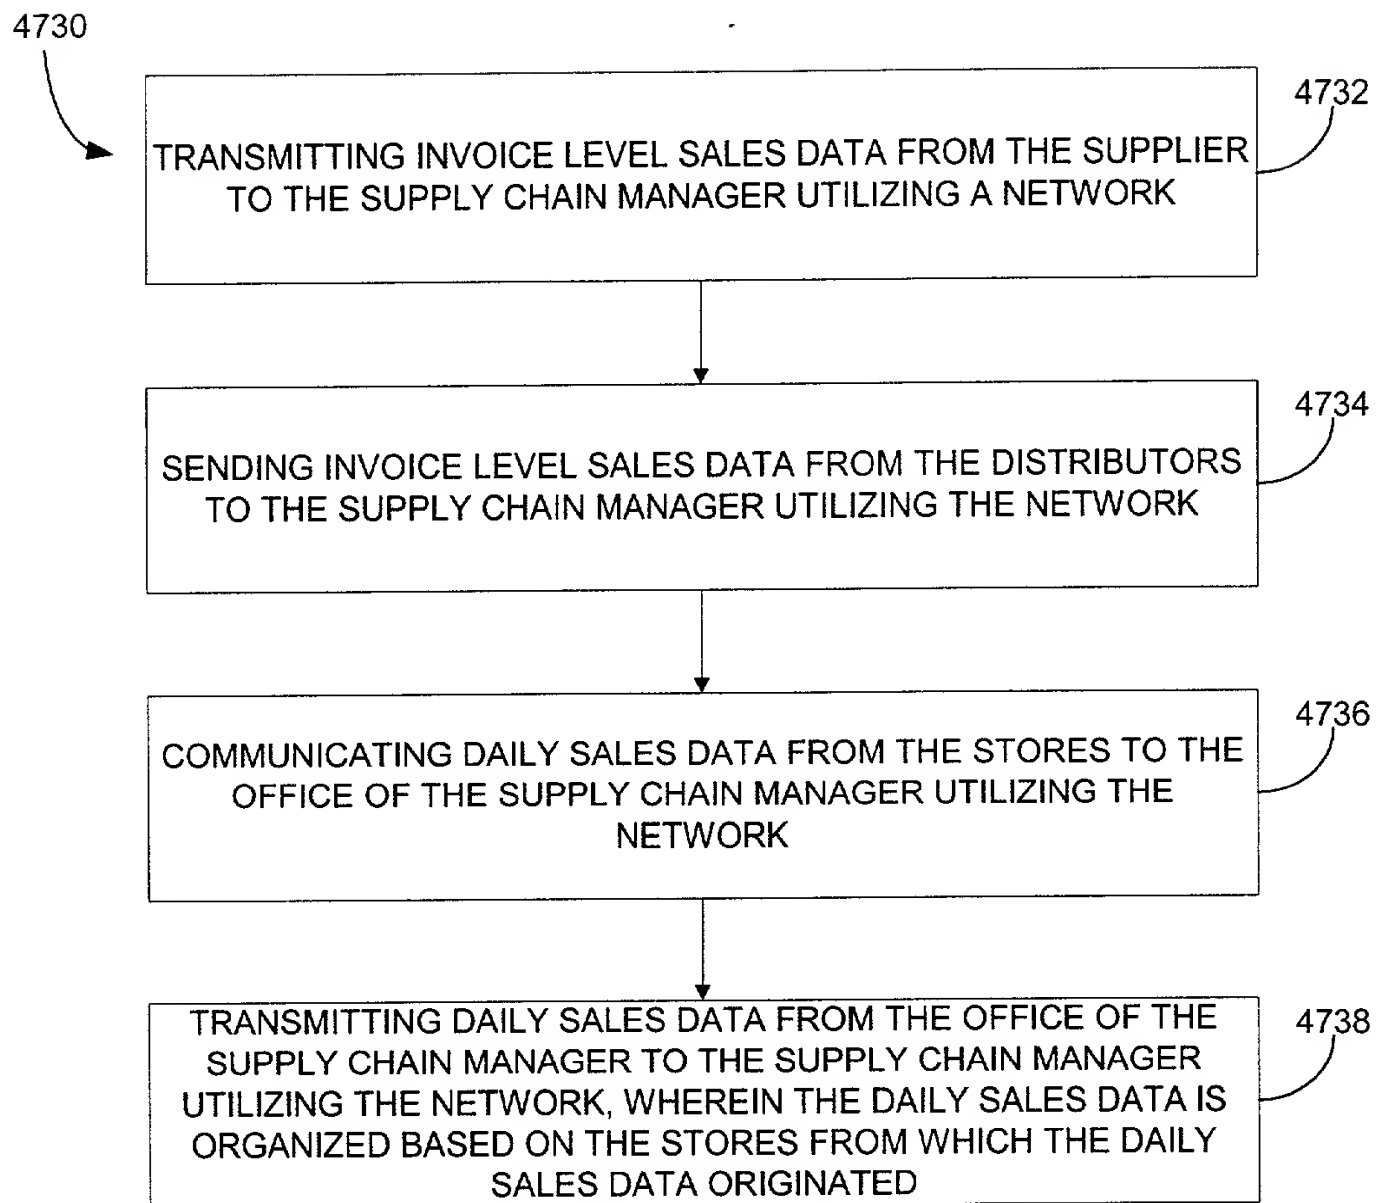 4730
4732
TRANSMITTING INVOICE LEVEL SALES DATA FROM THE SUPPLIER
TO THE SUPPLY CHAIN MANAGER UTILIZING A NETWORK
4734
SENDING INVOICE LEVEL SALES DATA FROM THE DISTRIBUTORS
TO THE SUPPLY CHAIN MANAGER UTILIZING THE NETWORK
4736
COMMUNICATING DAILY SALES DATA FROM THE STORES TO THE
OFFICE OF THE SUPPLY CHAIN MANAGER UTILIZING THE
NETWORK
4738
TRANSMITTING DAILY SALES DATA FROM THE OFFICE OF THE
SUPPLY CHAIN MANAGER TO THE SUPPLY CHAIN MANAGER
UTILIZING THE NETWORK, WHEREIN THE DAILY SALES DATA IS
ORGANIZED BASED ON THE STORES FROM WHICH THE DAILY
SALES DATA ORIGINATED